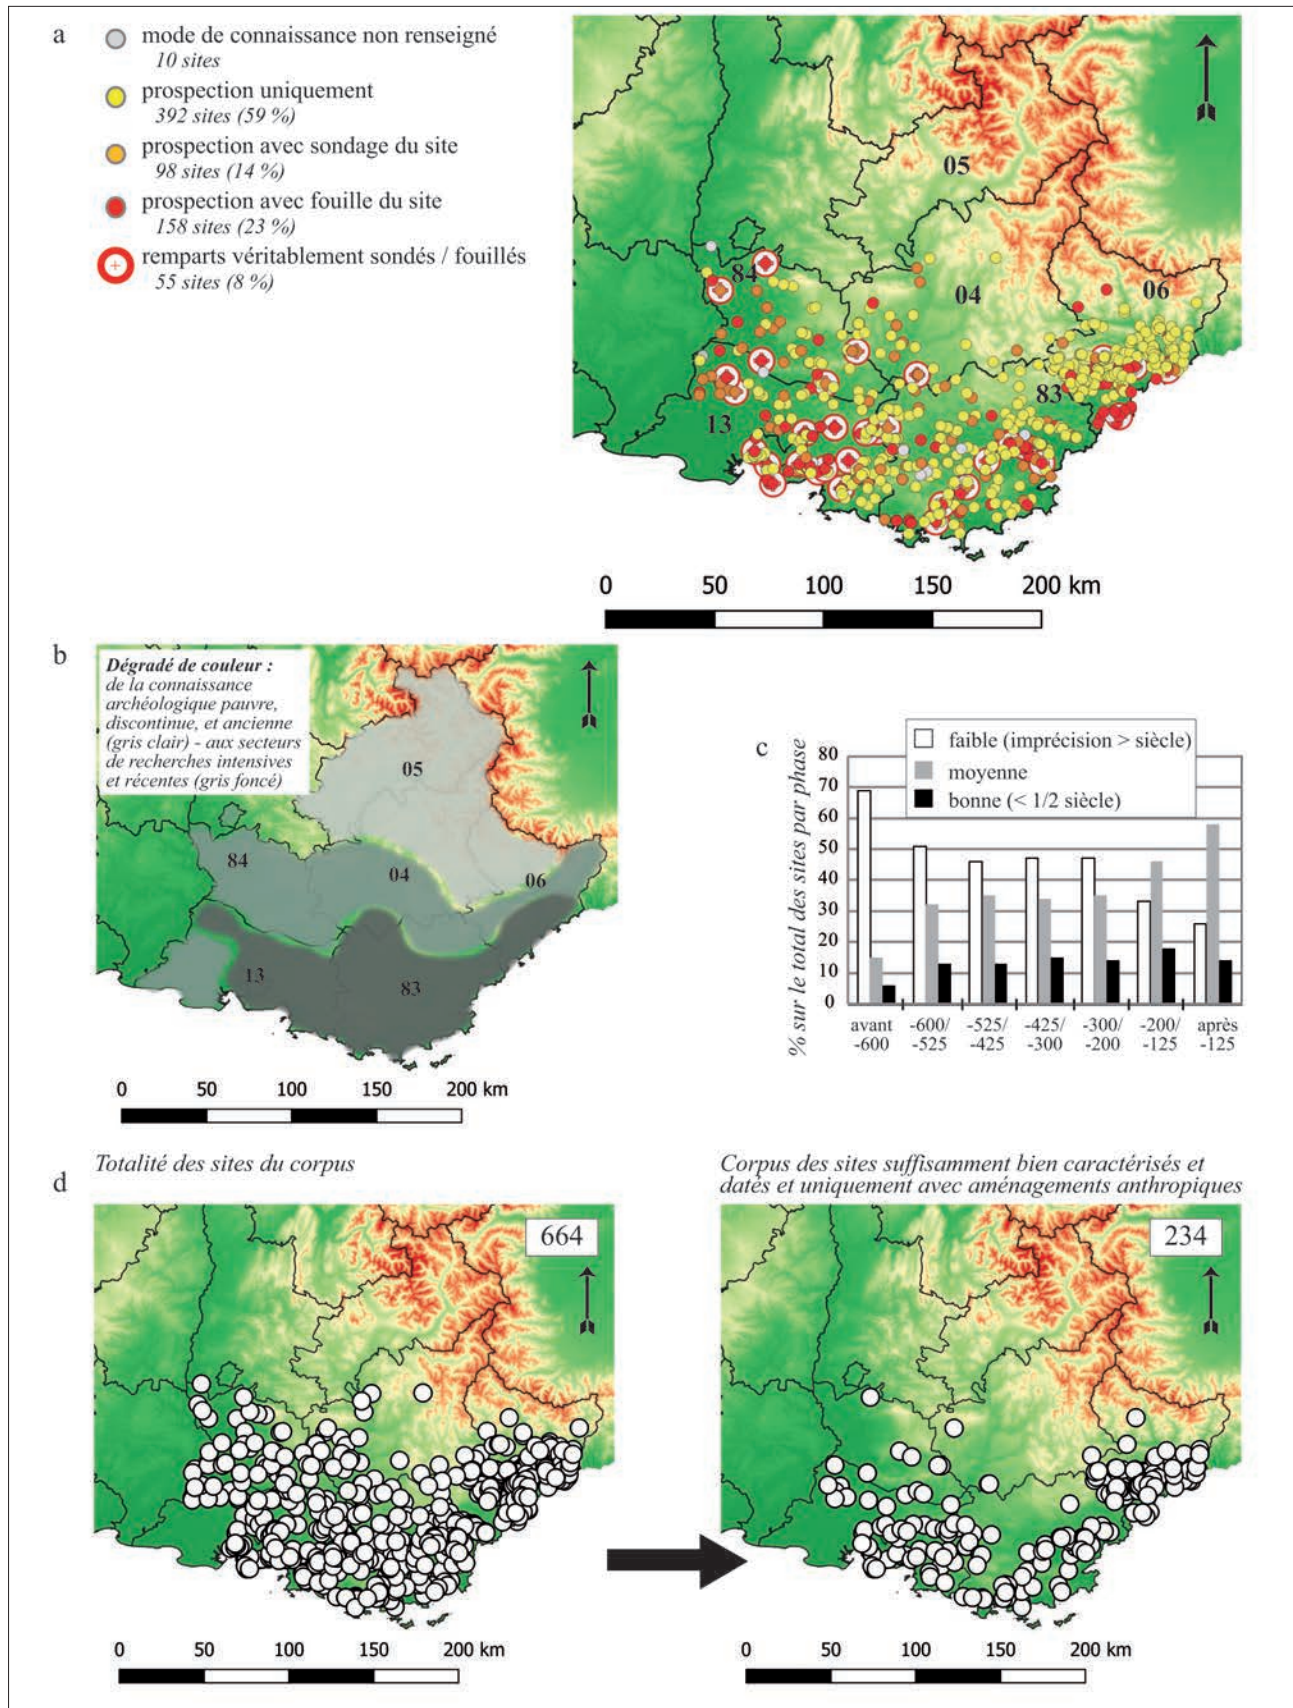 a
mode de connaissance non renseigné
10 sites
prospection uniquement
392 sites (59 %)
prospection avec sondage du site
98 sites (14 %)
prospection avec fouille du site
158 sites (23 %)
remparts véritablement sondés / fouillés
55 sites (8 %)
05
84
04
06
83
13
0 50 100 150 200 km
b
Dégradé de couleur :
de la connaissance
archéologique pauvre,
discontinue, et ancienne
(gris clair) - aux secteurs
de recherches intensives
et récentes (gris foncé)
05
84
04
06
13
83
0 50 100 150 200 km
c
faible (imprécision > siècle)
moyenne
bonne (< 1/2 siècle)
% sur le total des sites par phase
80
70
60
50
40
30
20
10
0
avant -600/ -525/ -425/ -300/ -200/ après
-600 -525 -425 -300 -200 -125 -125
d
Totalité des sites du corpus
664
0 50 100 150 200 km
Corpus des sites suffisamment bien caractérisés et
datés et uniquement avec aménagements anthropiques
234
0 50 100 150 200 km